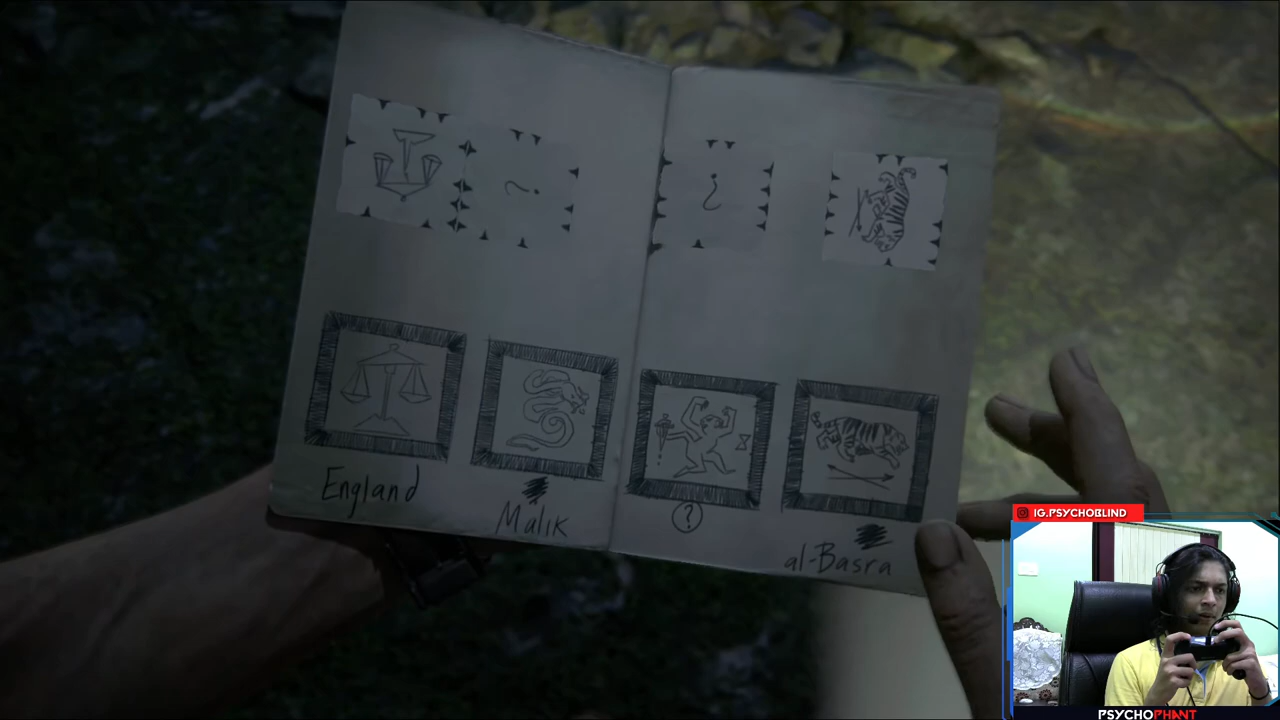 England
Malik
?
al-Basra
IG.PSYCHOBLIND
PSYCHOPHANT